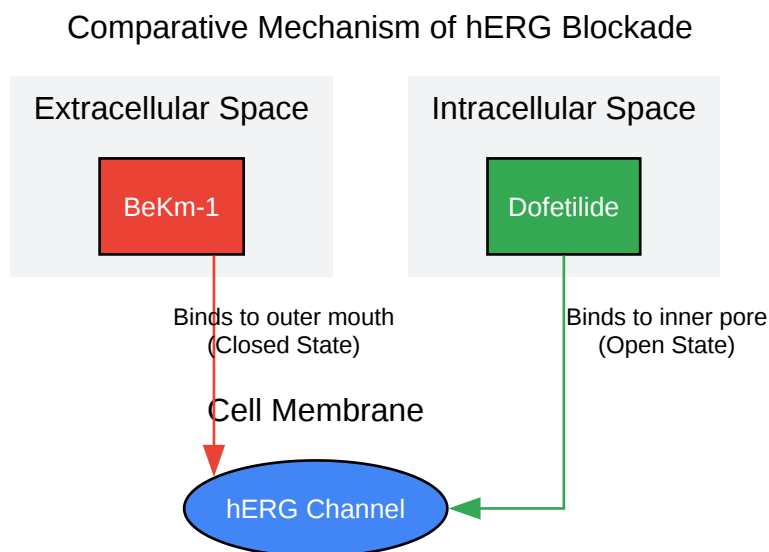 Comparative Mechanism of hERG Blockade
Extracellular Space
Intracellular Space
BeKm-1
Dofetilide
Binds to outer mouth
(Closed State)
Binds to inner pore
(Open State)
Cell Membrane
hERG Channel